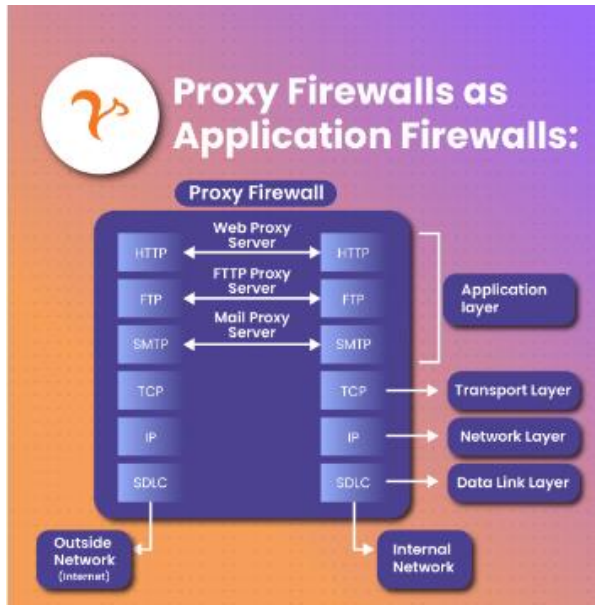 Proxy Firewalls as
Application Firewalls:
Proxy Firewall
Web Proxy
Server
HTTP
HTTP
FTTP Proxy
Server
FTP
FTP
Mail Proxy
Server
SMTP
SMTP
Application
layer
TCP
TCP
Transport Layer
IP
IP
Network Layer
SDLC
SDLC
Data Link Layer
Outside
Network
(Internet)
Internal
Network